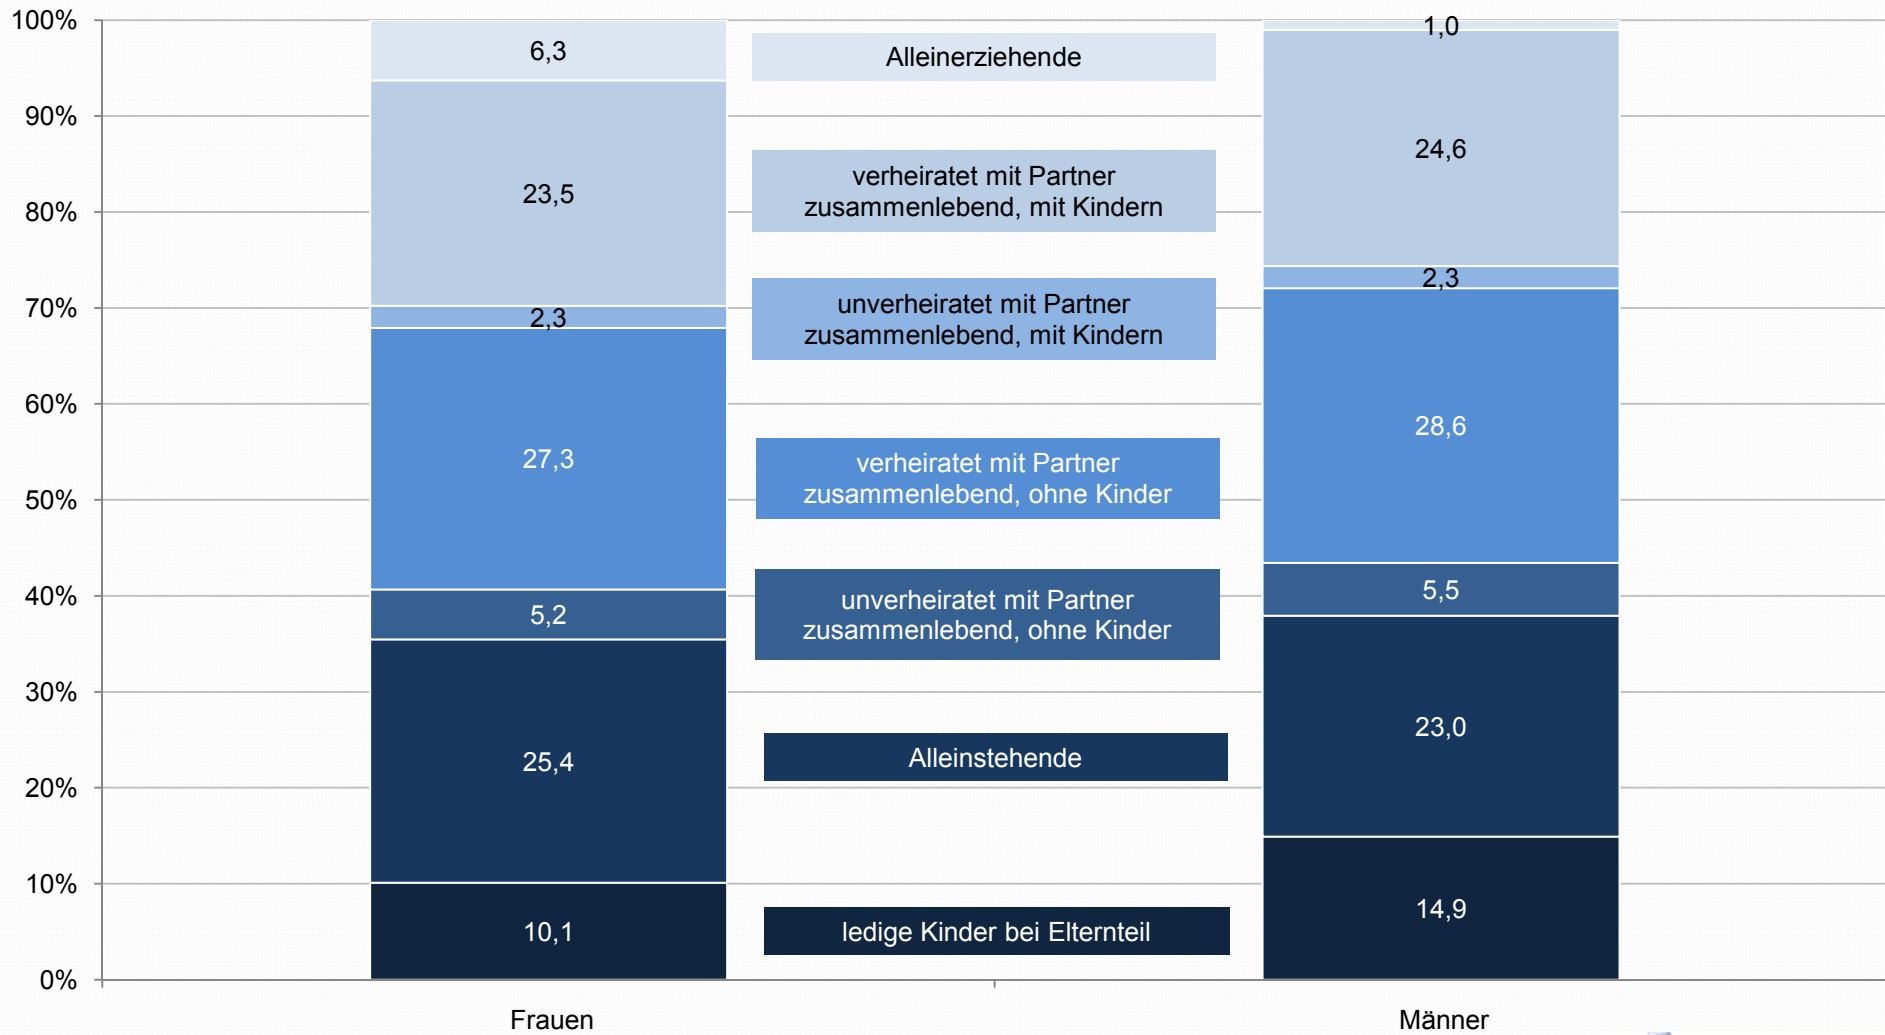 100%
90%
80%
70%
60%
50%
40%
30%
20%
10%
0%
6,3
23,5
2,3
27,3
5,2
25,4
10,1
Alleinerziehende
verheiratet mit Partner
zusammenlebend, mit Kindern
unverheiratet mit Partner
zusammenlebend, mit Kindern
verheiratet mit Partner
zusammenlebend, ohne Kinder
unverheiratet mit Partner
zusammenlebend, ohne Kinder
Alleinstehende
ledige Kinder bei Elternteil
1,0
24,6
2,3
28,6
5,5
23,0
14,9
Frauen
Männer